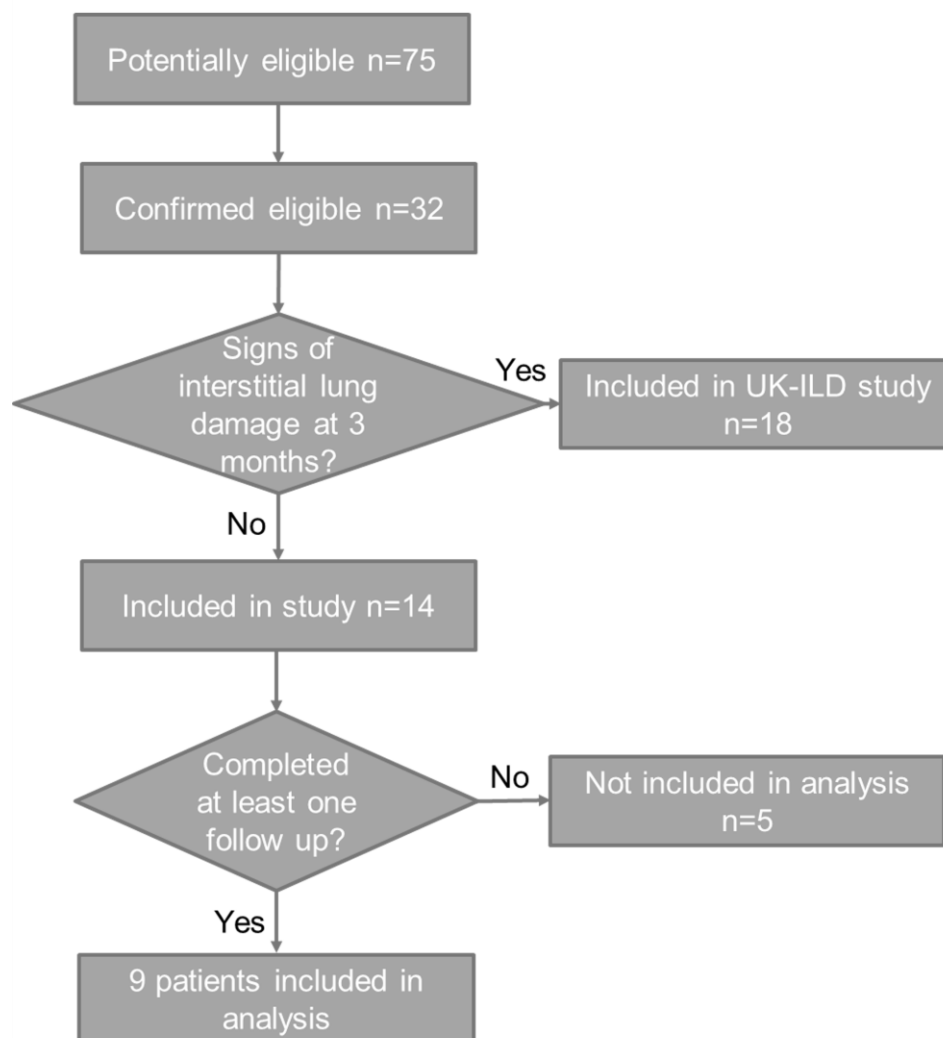 Potentially eligible n=75
Confirmed eligible n=32
Signs of
interstitial lung
damage at 3
months?
Yes
Included in UK-ILD study
n=18
No
Included in study n=14
Completed
at least one
follow up?
No
Not included in analysis
n=5
Yes
9 patients included in
analysis